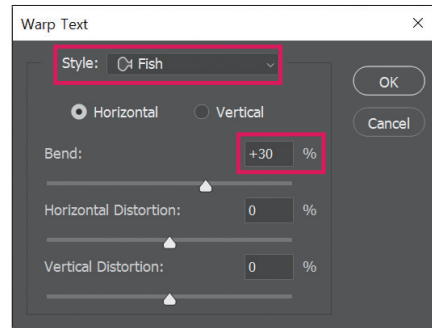 Warp Text
Style: Fish
OK
Horizontal Vertical
Cancel
Bend: +30 %
Horizontal Distortion: 0 %
Vertical Distortion: 0 %